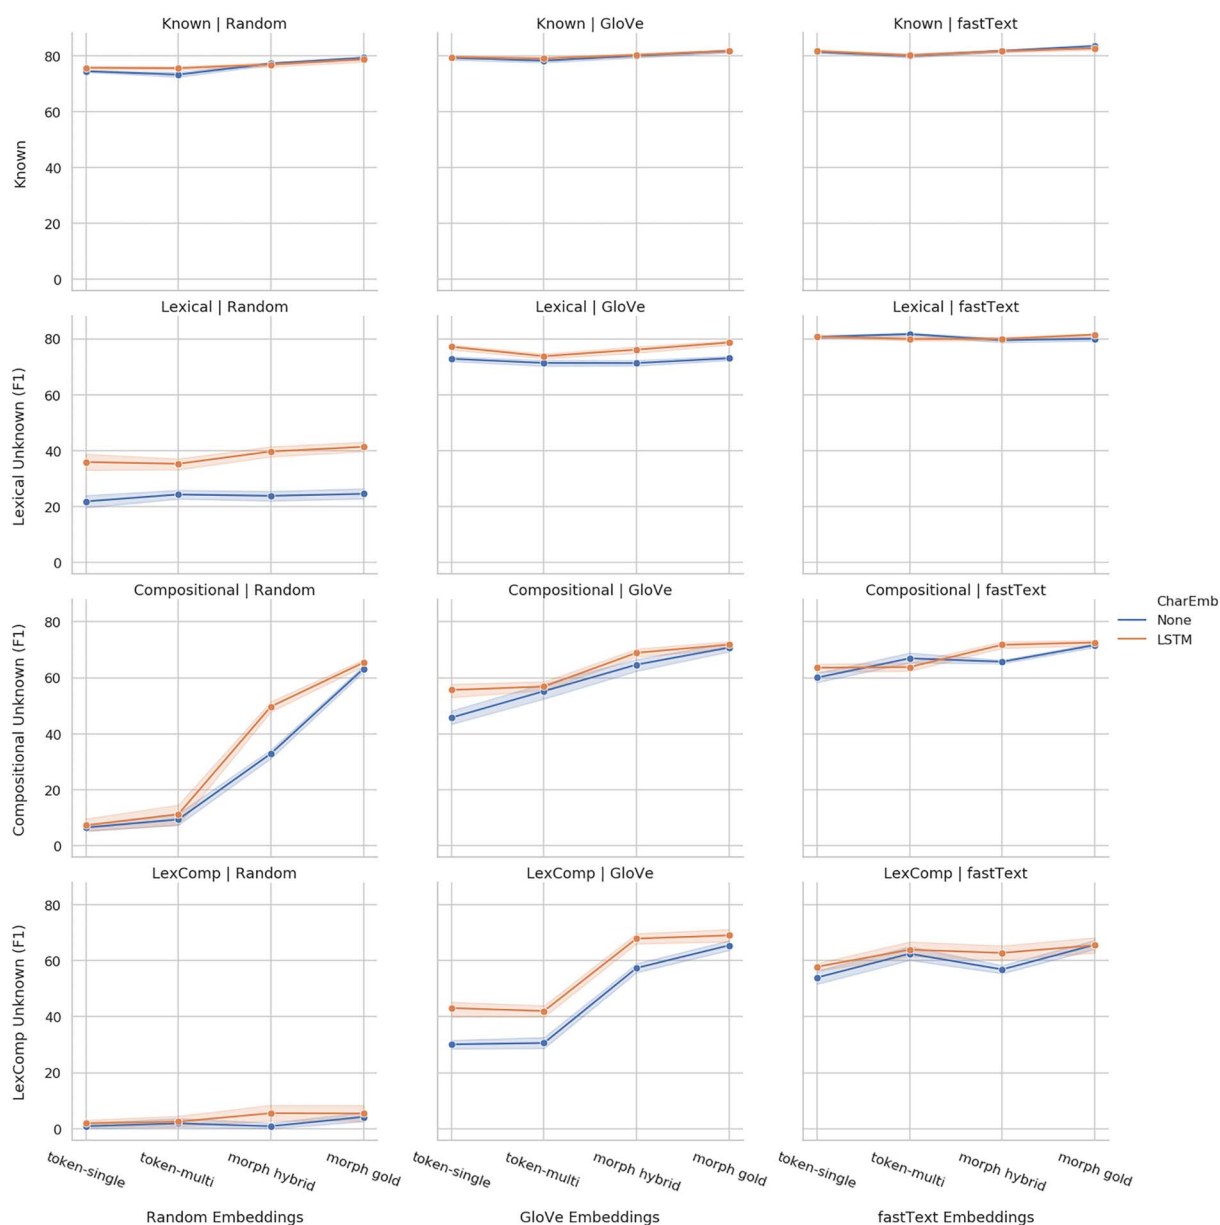 Known | Random
Known | GloVe
Known | fastText
80
60
40
20
0
Known
Lexical | Random
Lexical | GloVe
Lexical | fastText
80
60
40
20
0
Lexical Unknown (F1)
Compositional | Random
Compositional | GloVe
Compositional | fastText
80
60
40
20
0
Compositional Unknown (F1)
CharEmb
None
LSTM
LexComp | Random
LexComp | GloVe
LexComp | fastText
80
60
40
20
0
LexComp Unknown (F1)
token-single
token-multi
morph hybrid
morph gold
token-single
token-multi
morph hybrid
morph gold
token-single
token-multi
morph hybrid
morph gold
Random Embeddings
GloVe Embeddings
fastText Embeddings